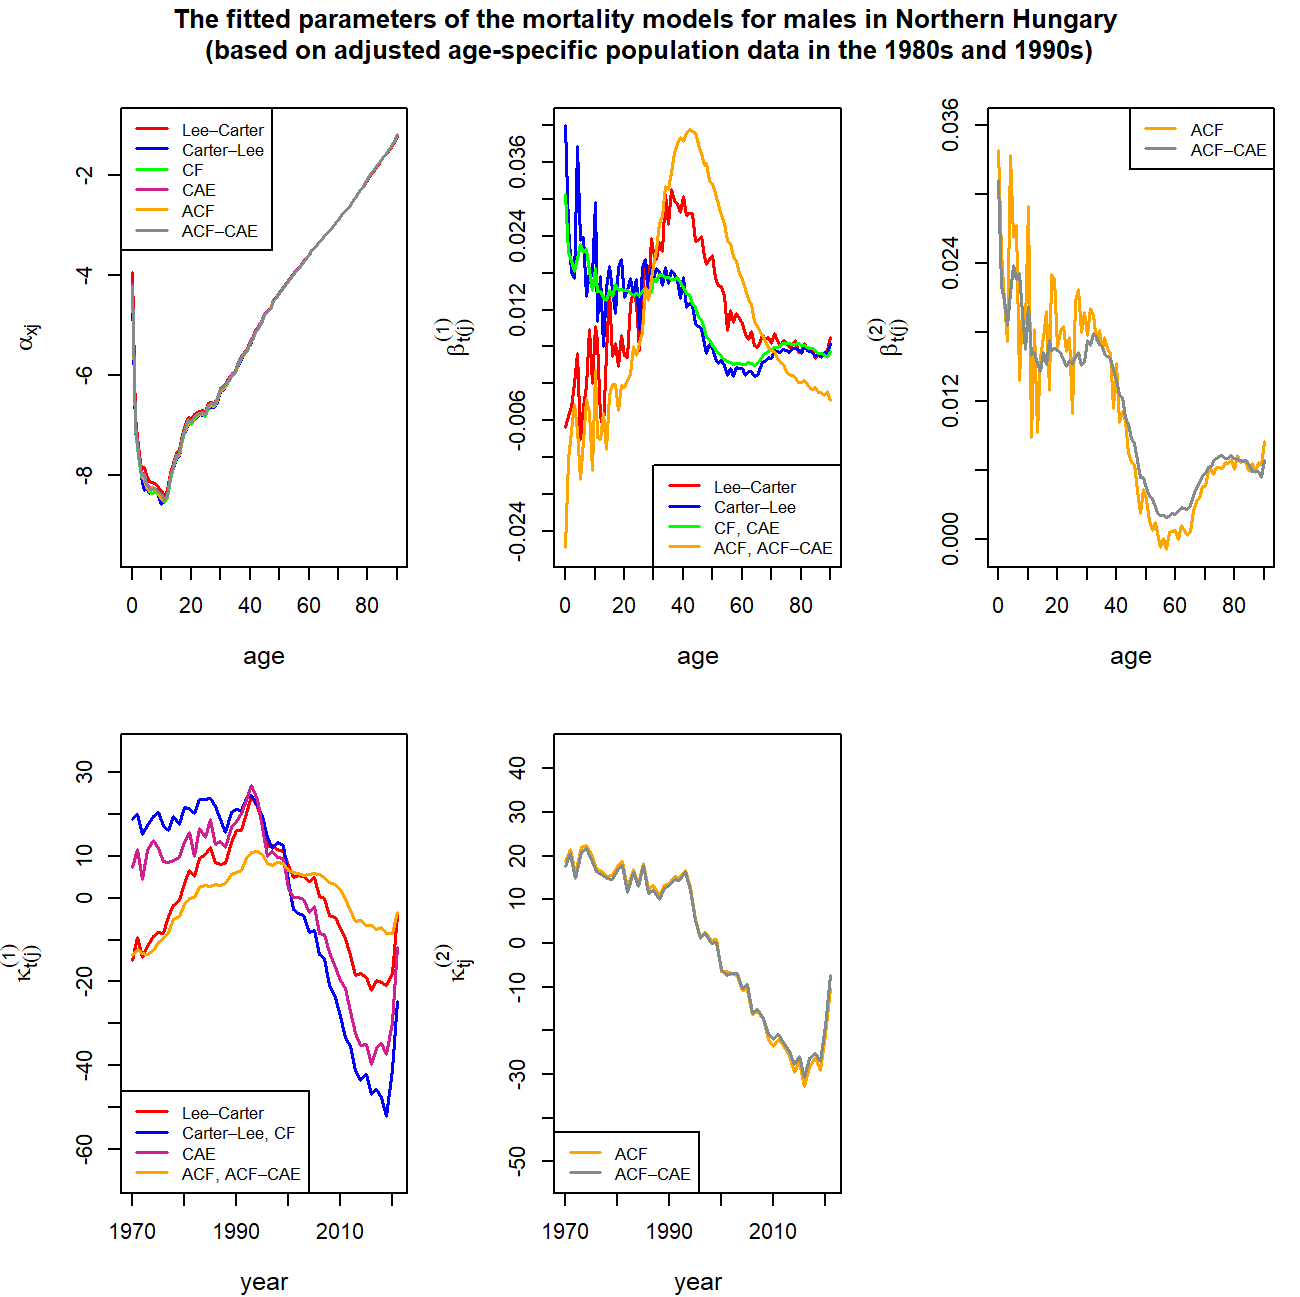 The fitted parameters of the mortality models for males in Northern Hungary
(based on adjusted age-specific population data in the 1980s and 1990s)
αxj
-2
-4
-6
-8
Lee–Carter
Carter–Lee
CF
CAE
ACF
ACF–CAE
0 20 40 60 80
age
β(1)t(j)
0.036
0.024
0.012
-0.006
-0.024
Lee–Carter
Carter–Lee
CF, CAE
ACF, ACF–CAE
0 20 40 60 80
age
β(2)t(j)
0.036
0.024
0.012
0.000
ACF
ACF–CAE
0 20 40 60 80
age
κ(1)t(j)
30
10
0
-20
-40
-60
Lee–Carter
Carter–Lee, CF
CAE
ACF, ACF–CAE
1970 1990 2010
year
κ(2)tj
40
30
20
10
0
-10
-30
-50
ACF
ACF–CAE
1970 1990 2010
year